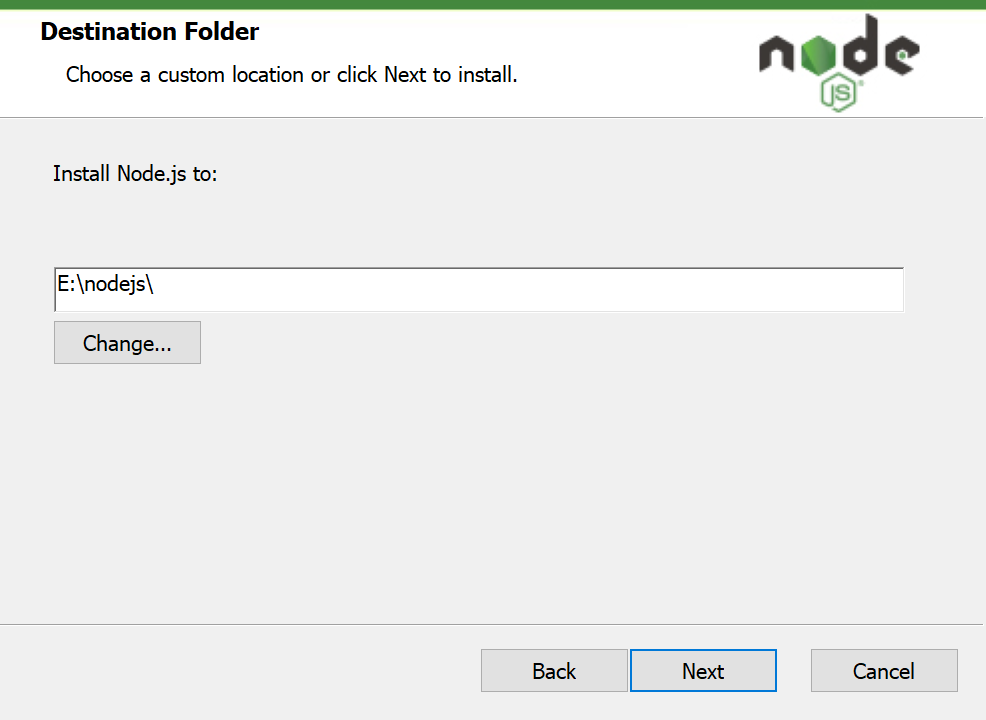 Destination Folder
Choose a custom location or click Next to install.
node
JS
Install Node.js to:
E:\nodejs\
Change...
Back
Next
Cancel